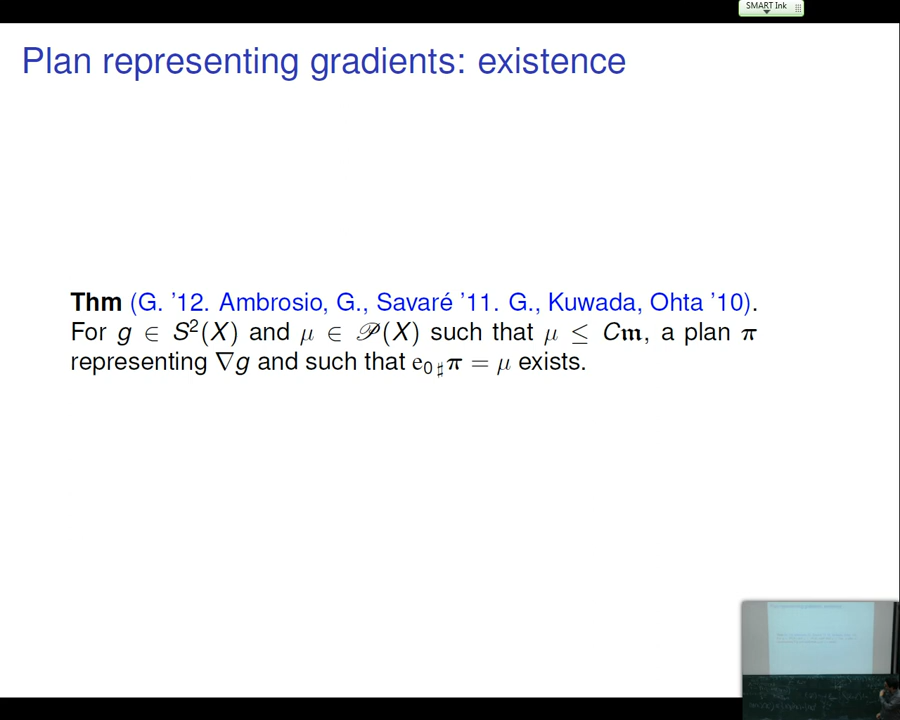 SMART Ink
Plan representing gradients: existence
Thm (G. ’12. Ambrosio, G., Savaré ’11. G., Kuwada, Ohta ’10).
For g ∈ S²(X) and μ ∈ 𝒫(X) such that μ ≤ C𝔪, a plan π
representing ∇g and such that e₀♯π = μ exists.